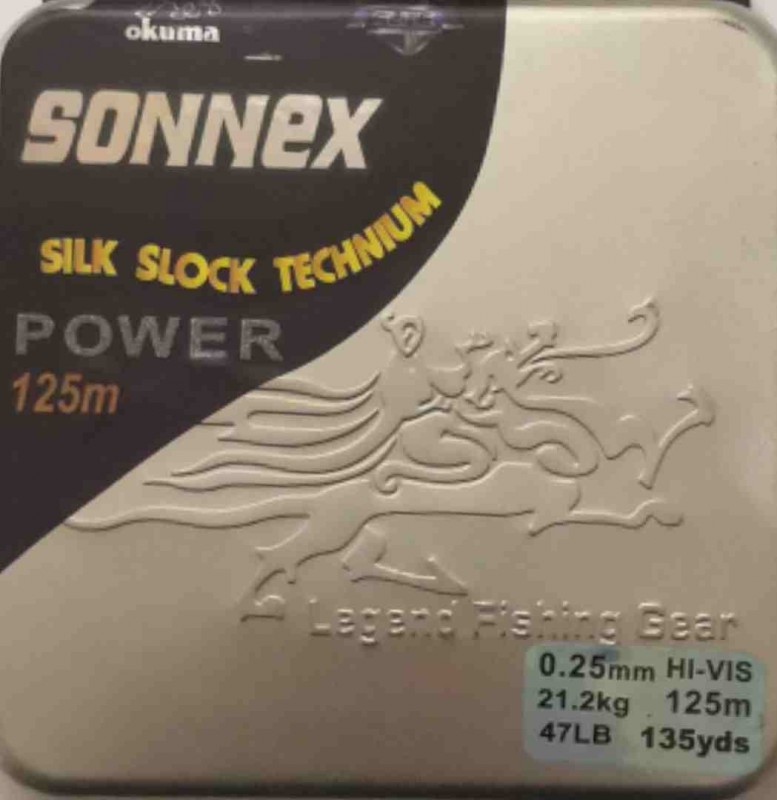 okuma
SONNeX
SILK SLOCK TECHNIUM
POWER
125m
Legend Fishing Gear
0.25mm HI-VIS
21.2kg 125m
47LB 135yds